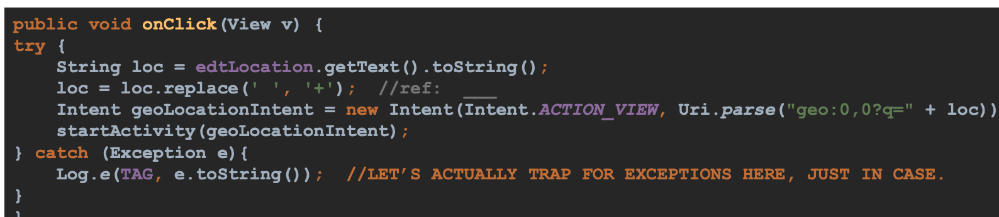 public void onClick(View v) {
try {
    String loc = edtLocation.getText().toString();
    loc = loc.replace(' ', '+');  //ref:  ___
    Intent geoLocationIntent = new Intent(Intent.ACTION_VIEW, Uri.parse("geo:0,0?q=" + loc))
    startActivity(geoLocationIntent);
} catch (Exception e){
    Log.e(TAG, e.toString());  //LET’S ACTUALLY TRAP FOR EXCEPTIONS HERE, JUST IN CASE.
}
}